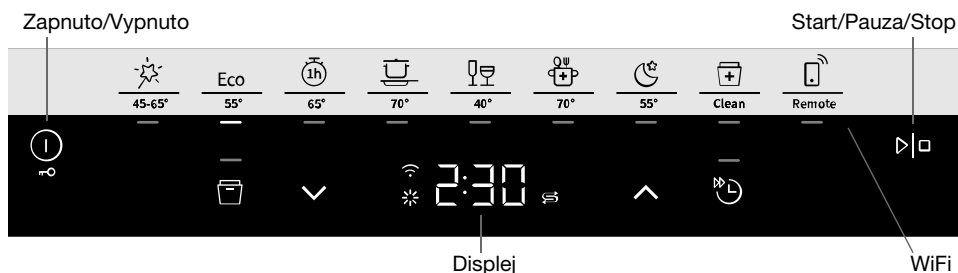 Zapnuto/Vypnuto Start/Pauza/Stop
1h
Eco
45-65° 55° 65° 70° 40° 70° 55° Clean Remote
2:30
Displej WiFi